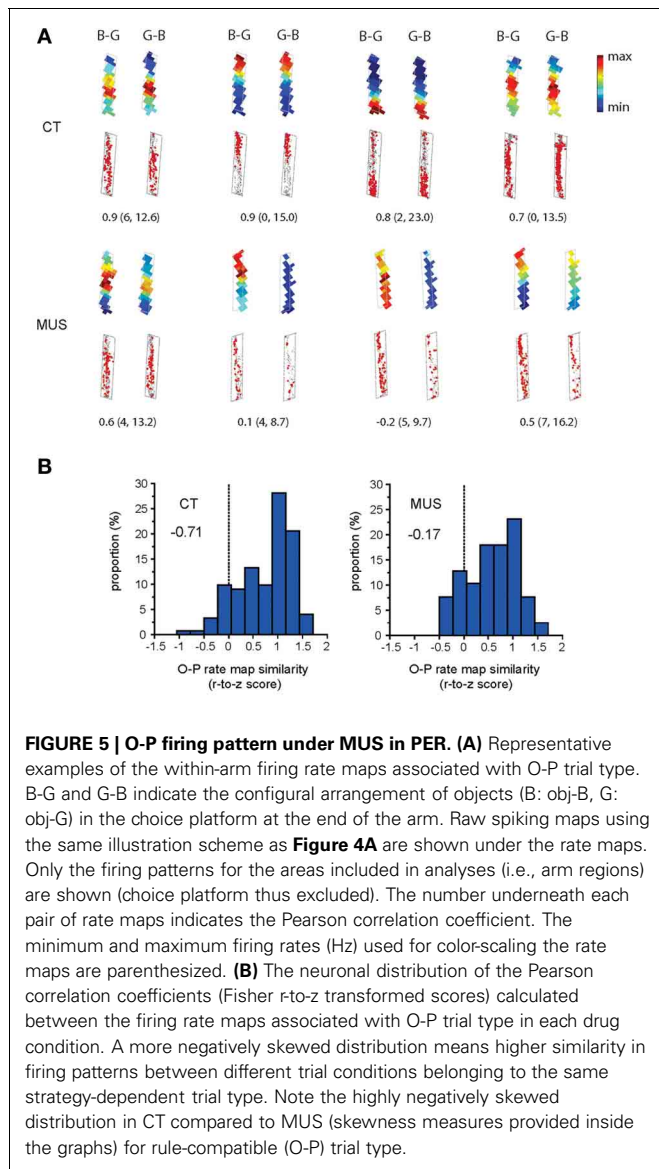 A
B-G G-B B-G G-B B-G G-B B-G G-B
max
min
CT
0.9 (6, 12.6) 0.9 (0, 15.0) 0.8 (2, 23.0) 0.7 (0, 13.5)
MUS
0.6 (4, 13.2) 0.1 (4, 8.7) -0.2 (5, 9.7) 0.5 (7, 16.2)
B
proportion (%)
30
25
20
15
10
5
0
CT
-0.71
-1.5 -1 -0.5 0 0.5 1 1.5 2
O-P rate map similarity
(r-to-z score)
proportion (%)
30
25
20
15
10
5
0
MUS
-0.17
-1.5 -1 -0.5 0 0.5 1 1.5 2
O-P rate map similarity
(r-to-z score)
FIGURE 5 | O-P firing pattern under MUS in PER. (A) Representative
examples of the within-arm firing rate maps associated with O-P trial type.
B-G and G-B indicate the configural arrangement of objects (B: obj-B, G:
obj-G) in the choice platform at the end of the arm. Raw spiking maps using
the same illustration scheme as Figure 4A are shown under the rate maps.
Only the firing patterns for the areas included in analyses (i.e., arm regions)
are shown (choice platform thus excluded). The number underneath each
pair of rate maps indicates the Pearson correlation coefficient. The
minimum and maximum firing rates (Hz) used for color-scaling the rate
maps are parenthesized. (B) The neuronal distribution of the Pearson
correlation coefficients (Fisher r-to-z transformed scores) calculated
between the firing rate maps associated with O-P trial type in each drug
condition. A more negatively skewed distribution means higher similarity in
firing patterns between different trial conditions belonging to the same
strategy-dependent trial type. Note the highly negatively skewed
distribution in CT compared to MUS (skewness measures provided inside
the graphs) for rule-compatible (O-P) trial type.